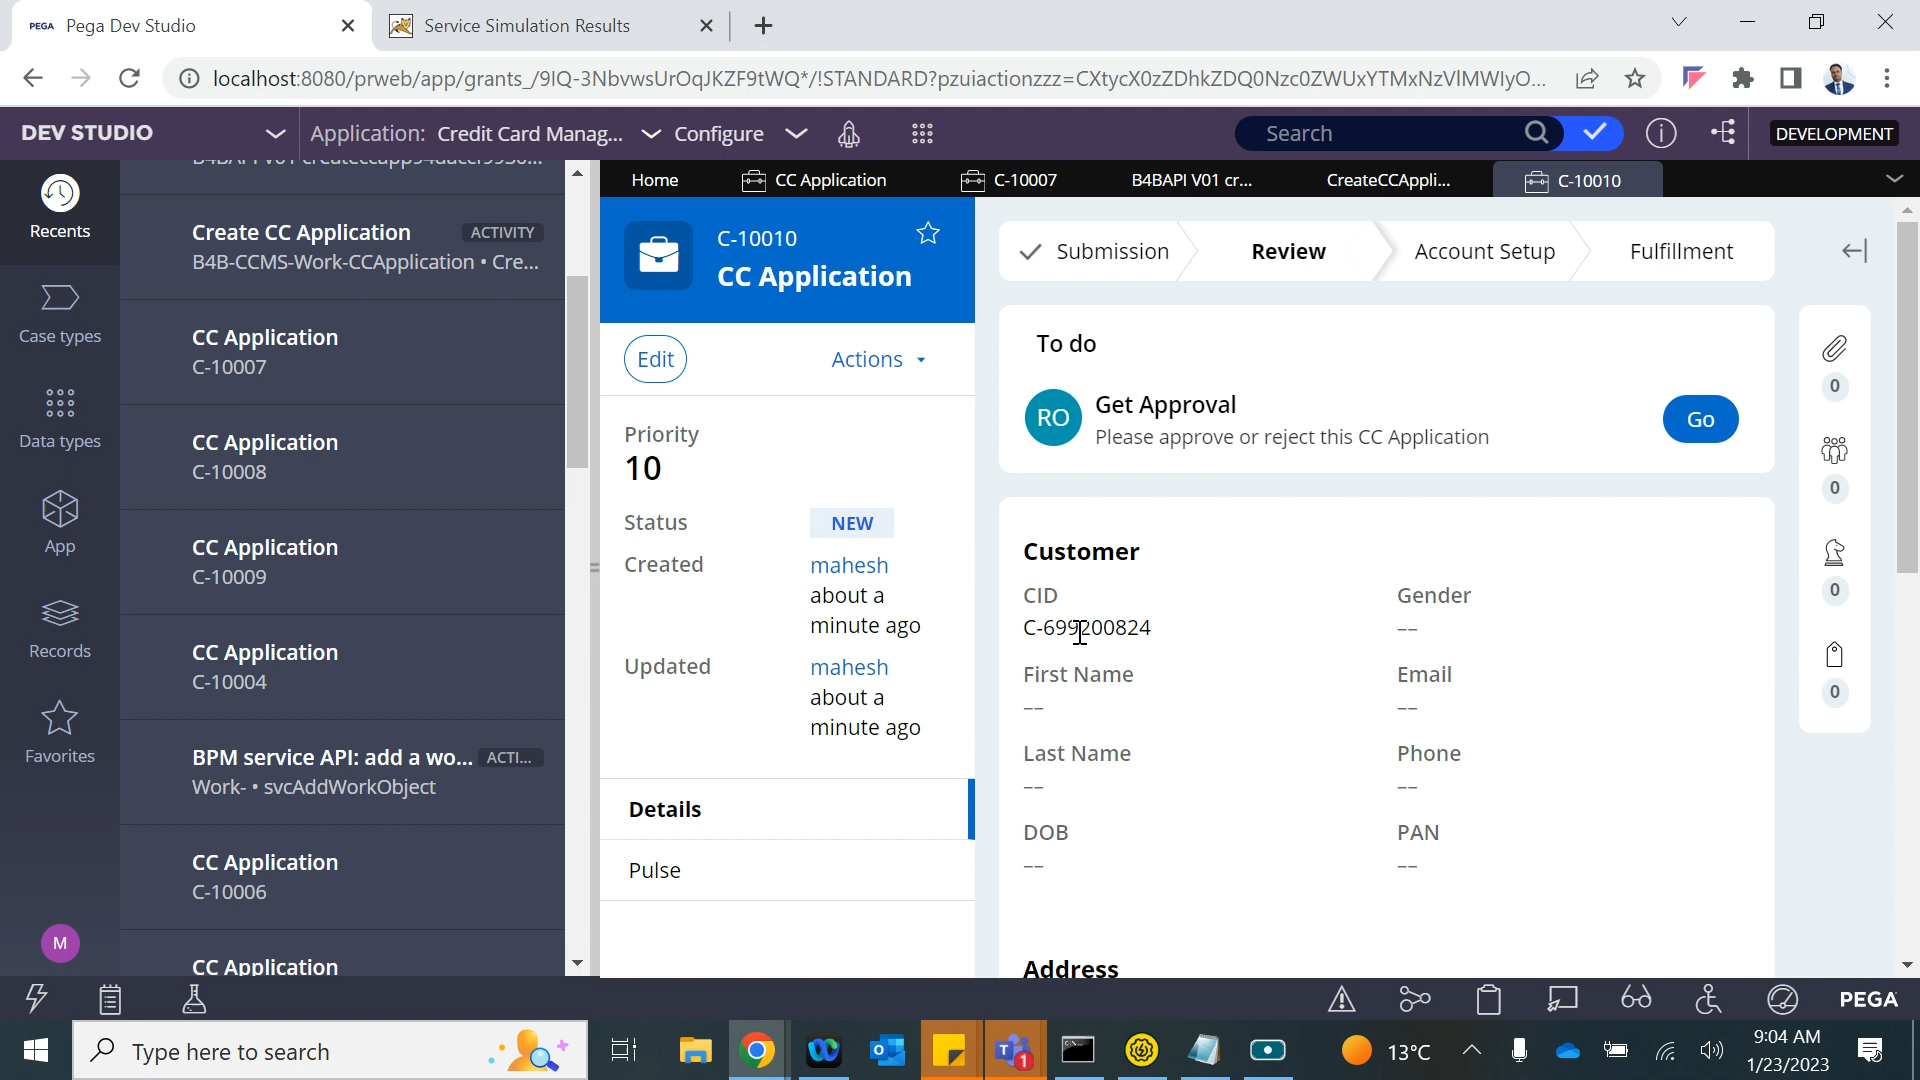 PEGA Pega Dev Studio
Service Simulation Results
localhost:8080/prweb/app/grants_/9IQ-3NbvwsUrOqJKZF9tWQ*/!STANDARD?pzuiactionzzz=CXtycX0zZDhkZDQ0Nzc0ZWUxYTMxNzVlMWIyO...
DEV STUDIO
Application: Credit Card Manag...
Configure
Search
DEVELOPMENT
Recents
Case types
Data types
App
Records
Favorites
M
Create CC Application ACTIVITY
B4B-CCMS-Work-CCApplication • Cre...
CC Application
C-10007
CC Application
C-10008
CC Application
C-10009
CC Application
C-10004
BPM service API: add a wo... ACTI...
Work- • svcAddWorkObject
CC Application
C-10006
CC Application
Home
CC Application
C-10007
B4BAPI V01 cr...
CreateCCAppli...
C-10010
C-10010
CC Application
Edit
Actions
Priority
10
Status NEW
Created mahesh
about a
minute ago
Updated mahesh
about a
minute ago
Details
Pulse
Submission
Review
Account Setup
Fulfillment
To do
RO
Get Approval
Please approve or reject this CC Application
Go
Customer
CID
C-699200824
Gender
--
First Name
--
Email
--
Last Name
--
Phone
--
DOB
--
PAN
--
Address
0
0
0
0
PEGA
Type here to search
1
13°C
9:04 AM
1/23/2023